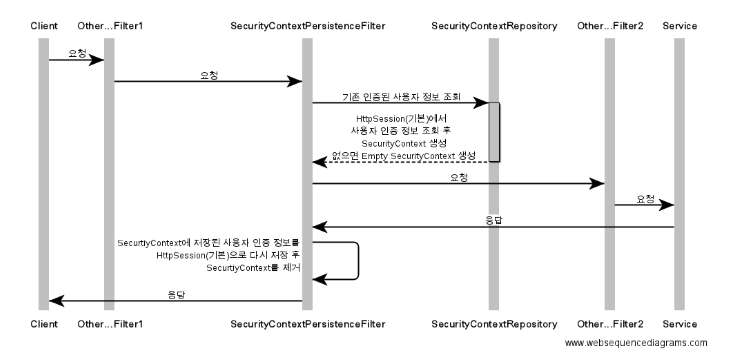 Client Other...Filter1 SecurityContextPersistenceFilter SecurityContextRepository Other...Filter2 Service
요청
요청
기존 인증된 사용자 정보 조회
HttpSession(기본)에서
사용자 인증 정보 조회 후
SecurityContext 생성
없으면 Empty SecurityContext 생성
요청
요청
응답
SecurtiyContext에 저장된 사용자 인증 정보를
HttpSession(기본)으로 다시 저장 후
SecurtiyContext를 제거
응답
Client Other...Filter1 SecurityContextPersistenceFilter SecurityContextRepository Other...Filter2 Service
www.websequencediagrams.com